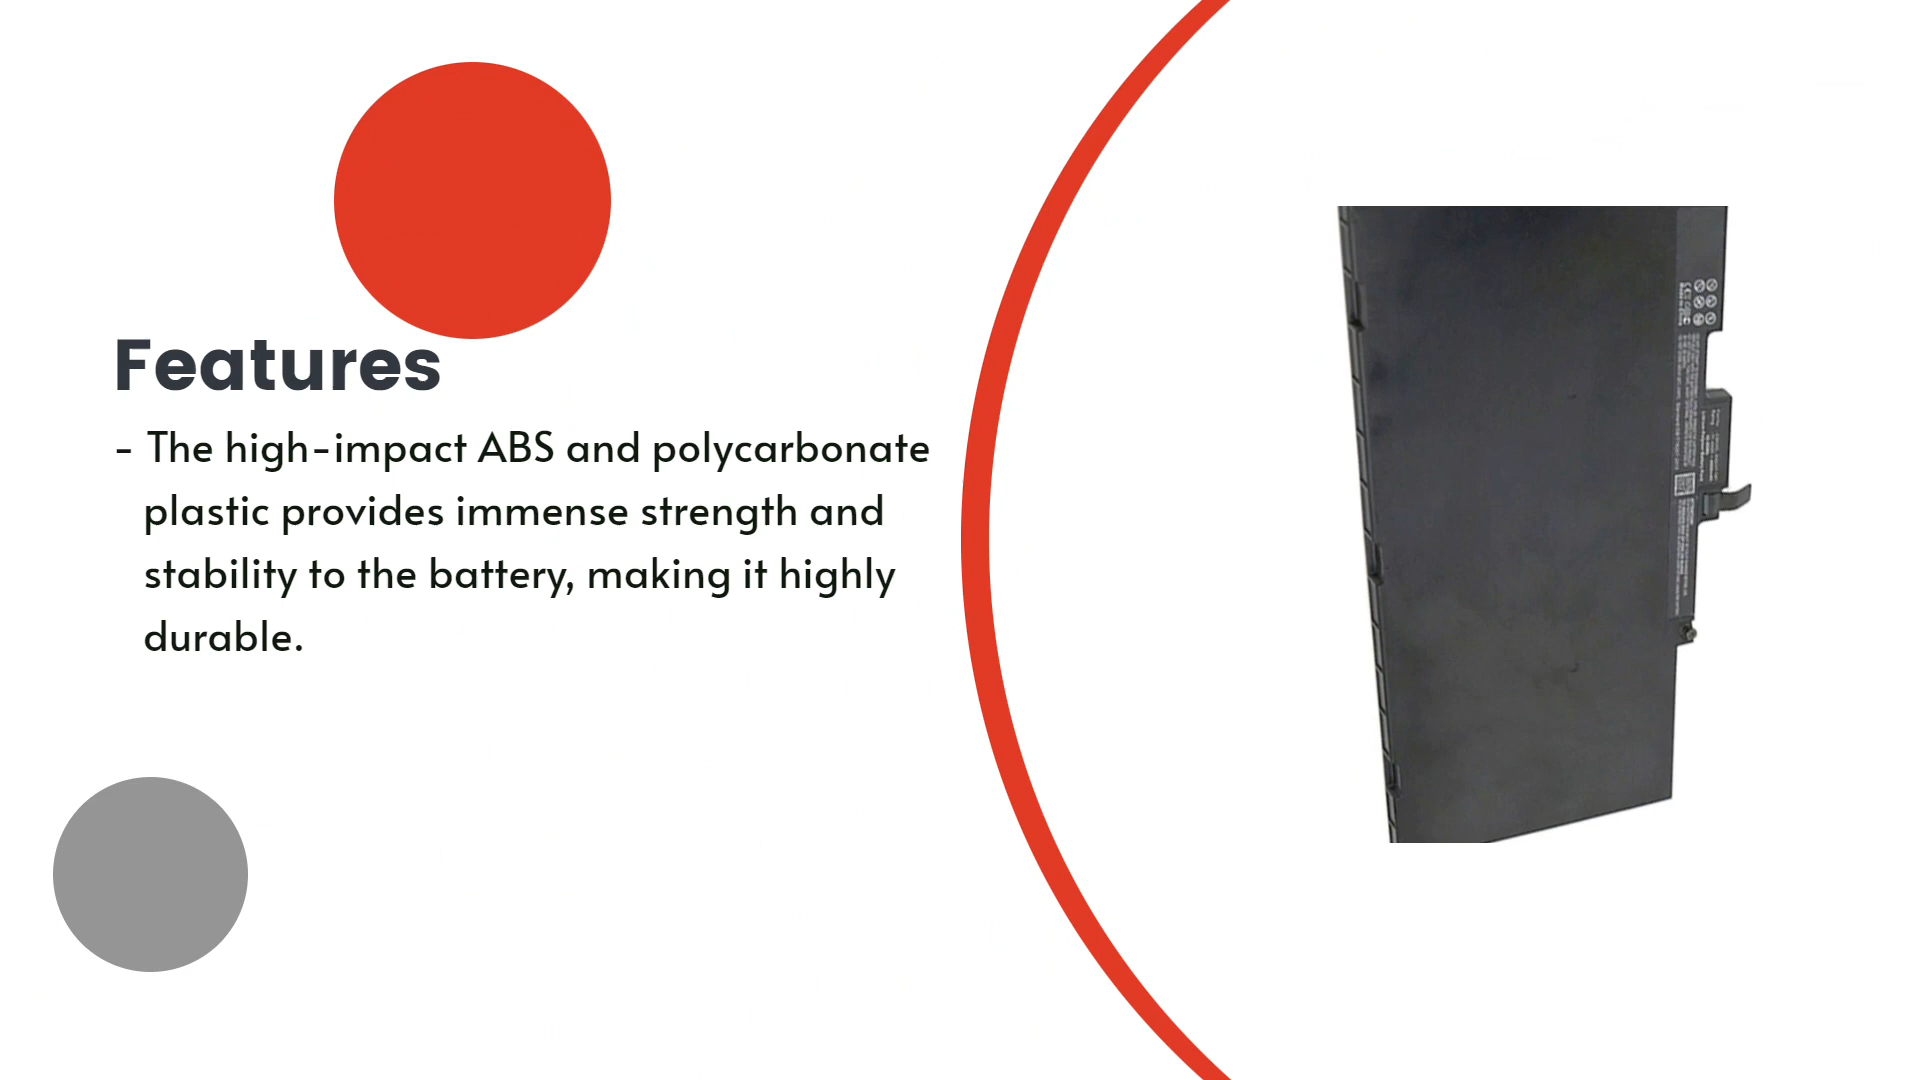 Features
- The high-impact ABS and polycarbonate
plastic provides immense strength and
stability to the battery, making it highly
durable.